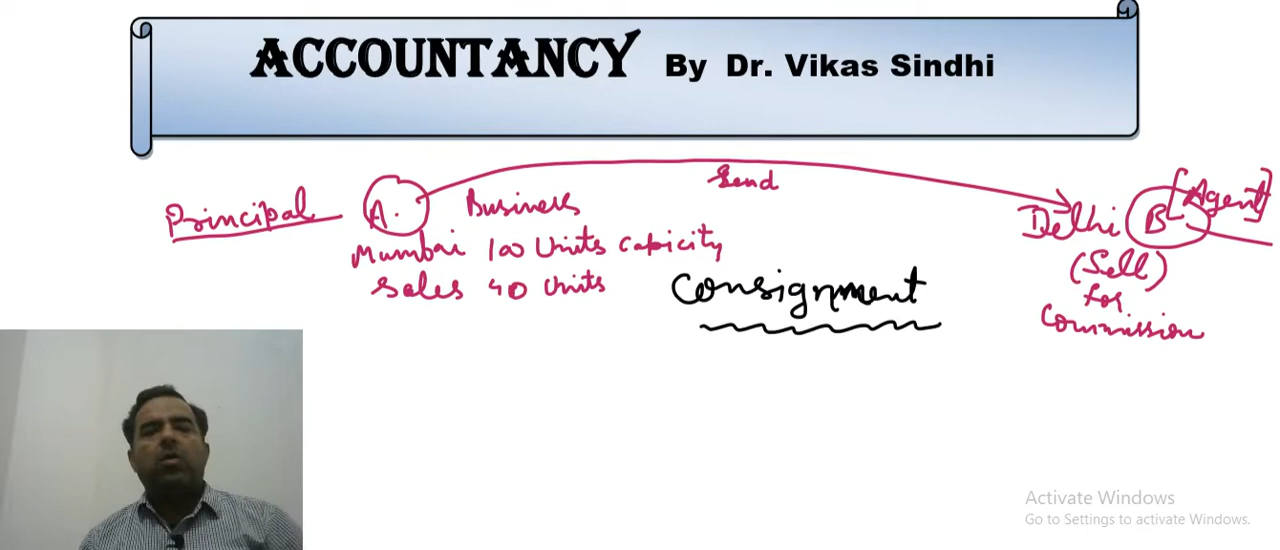 ACCOUNTANCY By Dr. Vikas Sindhi
Send
Principal A. Business Delhi B [Agent]
Mumbai 100 Units Capicity (Sell)
Sales 40 Units Consignment for
Commission
Activate Windows
Go to Settings to activate Windows.